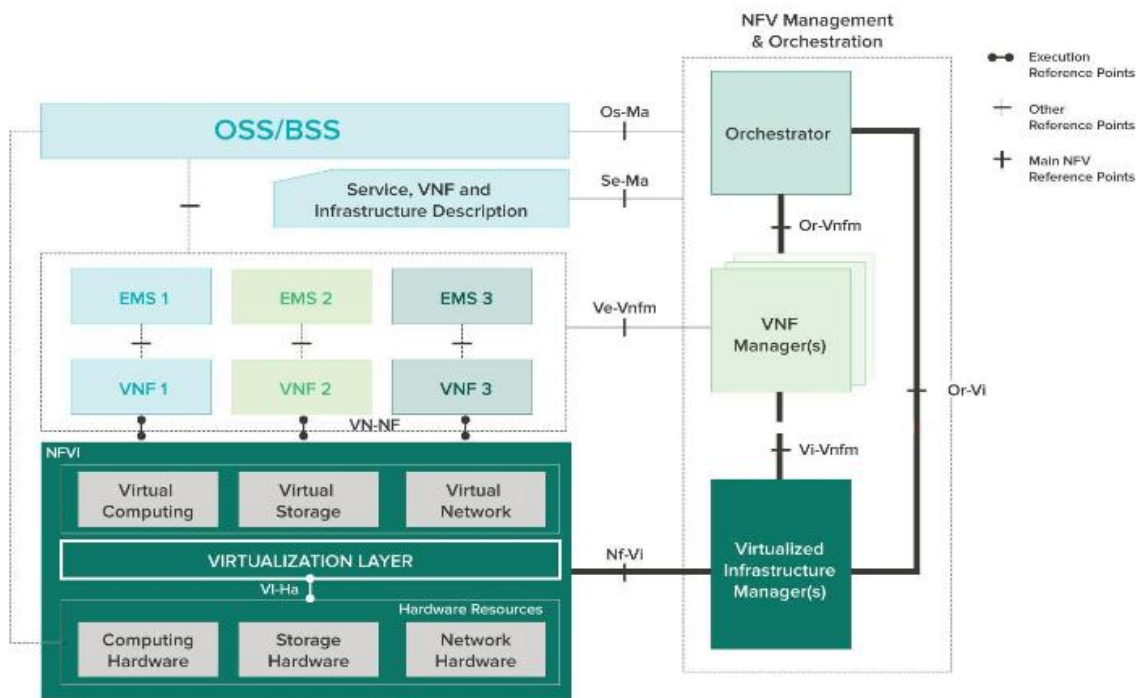 NFV Management
& Orchestration
Execution
Reference Points
Other
Reference Points
Main NFV
Reference Points
OSS/BSS
Os-Ma
Orchestrator
Service, VNF and
Infrastructure Description
Se-Ma
Or-Vnfm
EMS 1
EMS 2
EMS 3
Ve-Vnfm
VNF
Manager(s)
VNF 1
VNF 2
VNF 3
Or-Vi
VN-NF
NFVI
Vi-Vnfm
Virtual
Computing
Virtual
Storage
Virtual
Network
VIRTUALIZATION LAYER
Nf-Vi
Virtualized
Infrastructure
Manager(s)
VI-Ha
Hardware Resources
Computing
Hardware
Storage
Hardware
Network
Hardware